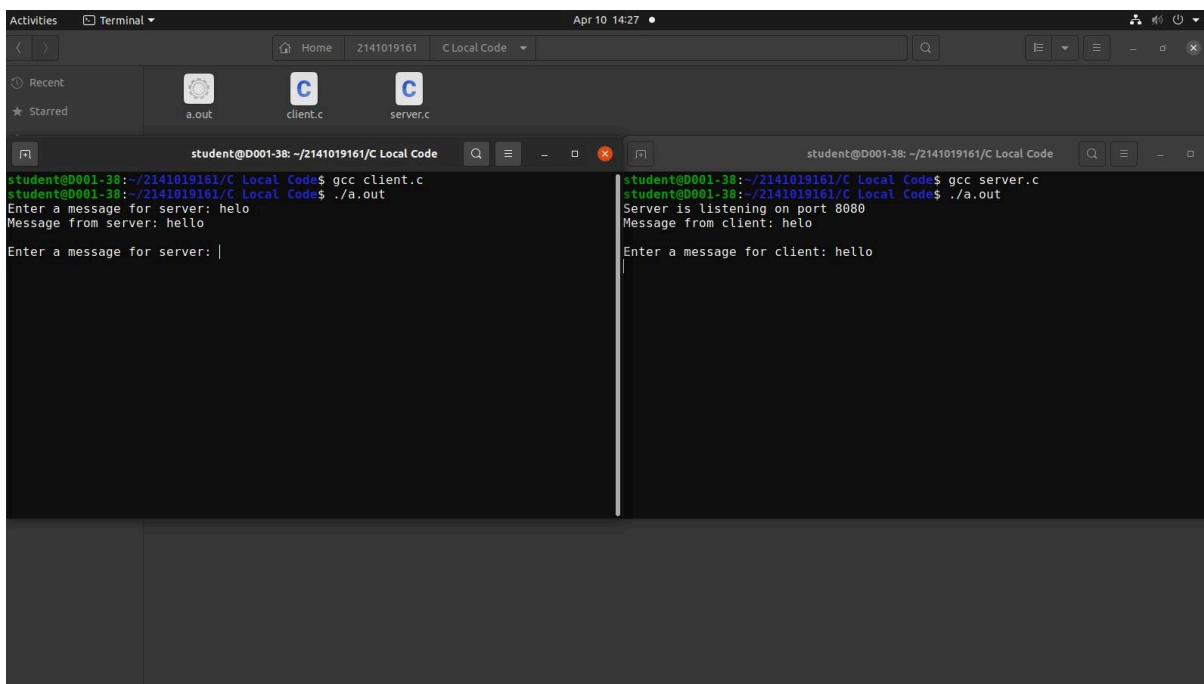 Activities Terminal Apr 10 14:27
Home 2141019161 C Local Code
Recent
Starred
a.out client.c server.c
student@D001-38: ~/2141019161/C Local Code
student@D001-38:~/2141019161/C Local Code$ gcc client.c
student@D001-38:~/2141019161/C Local Code$ ./a.out
Enter a message for server: helo
Message from server: hello
Enter a message for server:
student@D001-38: ~/2141019161/C Local Code
student@D001-38:~/2141019161/C Local Code$ gcc server.c
student@D001-38:~/2141019161/C Local Code$ ./a.out
Server is listening on port 8080
Message from client: helo
Enter a message for client: hello